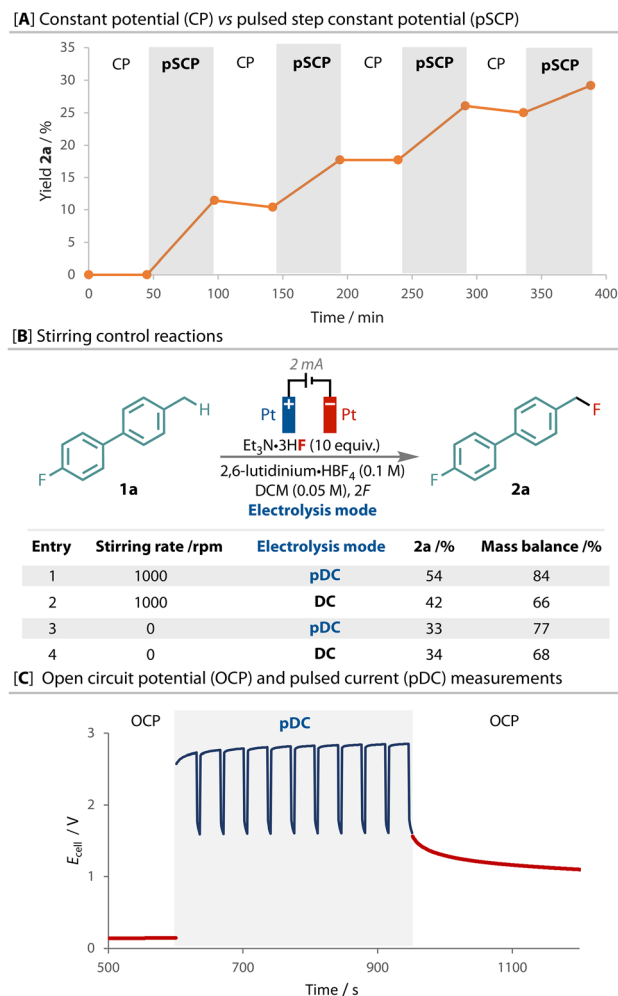 [A] Constant potential (CP) vs pulsed step constant potential (pSCP)
35
30
25
20
15
10
5
0
Yield 2a / %
CP pSCP CP pSCP CP pSCP CP pSCP
0 50 100 150 200 250 300 350 400
Time / min
[B] Stirring control reactions
2 mA
+ −
Pt Pt
H
F
1a
Et₃N•3HF (10 equiv.)
2,6-lutidinium•HBF₄ (0.1 M)
DCM (0.05 M), 2F
Electrolysis mode
F
F
2a
Entry Stirring rate /rpm Electrolysis mode 2a /% Mass balance /%
1 1000 pDC 54 84
2 1000 DC 42 66
3 0 pDC 33 77
4 0 DC 34 68
[C] Open circuit potential (OCP) and pulsed current (pDC) measurements
OCP pDC OCP
3
2
1
0
E cell / V
500 700 900 1100
Time / s